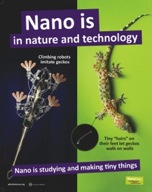 Nano is
in nature and technology
Climbing robots
imitate geckos
Tiny "hairs" on
their feet let geckos
walk on walls
Nano is studying and making tiny things